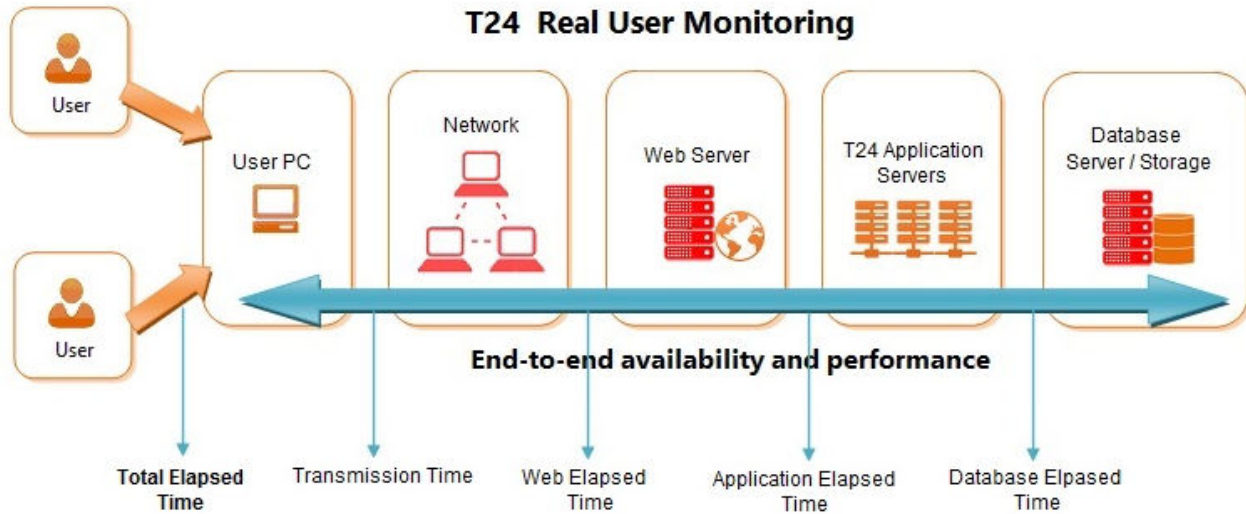 T24 Real User Monitoring
User
User
User PC
Network
Web Server
T24 Application
Servers
Database
Server / Storage
End-to-end availability and performance
Total Elapsed
Time
Transmission Time
Web Elapsed
Time
Application Elapsed
Time
Database Elpased
Time